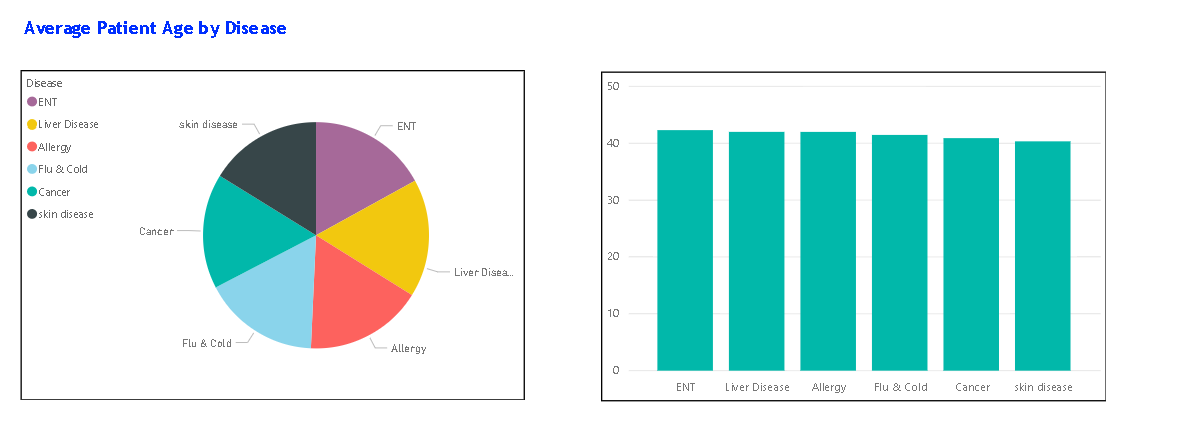 Average Patient Age by Disease
Disease
ENT
Liver Disease
Allergy
Flu & Cold
Cancer
skin disease
skin disease
ENT
Cancer
Liver Disea...
Flu & Cold
Allergy
50
40
30
20
10
0
ENT Liver Disease Allergy Flu & Cold Cancer skin disease